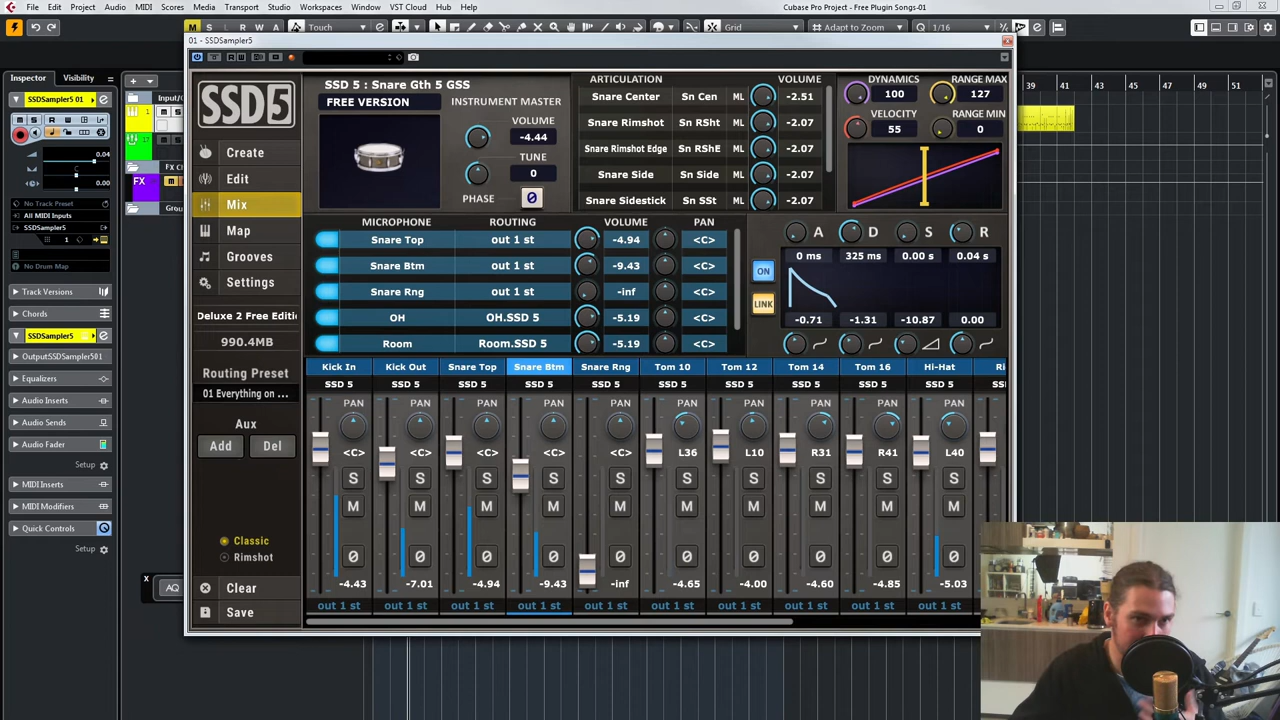 File Edit Project Audio MIDI Scores Media Transport Studio Workspaces Window VST Cloud Hub Help
Cubase Pro Project - Free Plugin Songs-01
M S L R W A Touch Grid Adapt to Zoom 1/16
01 - SSDSampler5
Inspector Visibility
SSDSampler5 01
0.04
0.00
No Track Preset
All MIDI Inputs
SSDSampler5
1
No Drum Map
Track Versions
Chords
SSDSampler5
OutputSSDSampler501
Equalizers
Audio Inserts
Audio Sends
Audio Fader
Setup
MIDI Inserts
MIDI Modifiers
Quick Controls
Setup
Input/
FX
Grou
39 41 43 45 47 49 51
SSD5
Create
Edit
Mix
Map
Grooves
Settings
Deluxe 2 Free Editi
990.4MB
Routing Preset
01 Everything on ...
Aux
Add Del
Classic
Rimshot
Clear
Save
X AQ
SSD 5 : Snare Gth 5 GSS
FREE VERSION
INSTRUMENT MASTER
VOLUME
-4.44
TUNE
0
PHASE Ø
ARTICULATION VOLUME
Snare Center Sn Cen ML -2.51
Snare Rimshot Sn RSht ML -2.07
Snare Rimshot Edge Sn RShE ML -2.07
Snare Side Sn Side ML -2.07
Snare Sidestick Sn SSt ML -2.07
DYNAMICS RANGE MAX
100 127
VELOCITY RANGE MIN
55 0
MICROPHONE ROUTING VOLUME PAN
Snare Top out 1 st -4.94 <C>
Snare Btm out 1 st -9.43 <C>
Snare Rng out 1 st -inf <C>
OH OH.SSD 5 -5.19 <C>
Room Room.SSD 5 -5.19 <C>
ON
LINK
A D S R
0 ms 325 ms 0.00 s 0.04 s
-0.71 -1.31 -10.87 0.00
Kick In Kick Out Snare Top Snare Btm Snare Rng Tom 10 Tom 12 Tom 14 Tom 16 Hi-Hat
SSD 5 SSD 5 SSD 5 SSD 5 SSD 5 SSD 5 SSD 5 SSD 5 SSD 5 SSD 5
PAN PAN PAN PAN PAN PAN PAN PAN PAN PAN
<C> <C> <C> <C> <C> L36 L10 R31 R41 L40
S S S S S S S S S S
M M M M M M M M M M
Ø Ø Ø Ø Ø Ø Ø Ø Ø Ø
-4.43 -7.01 -4.94 -9.43 -inf -4.65 -4.00 -4.60 -4.85 -5.03
out 1 st out 1 st out 1 st out 1 st out 1 st out 1 st out 1 st out 1 st out 1 st out 1 st